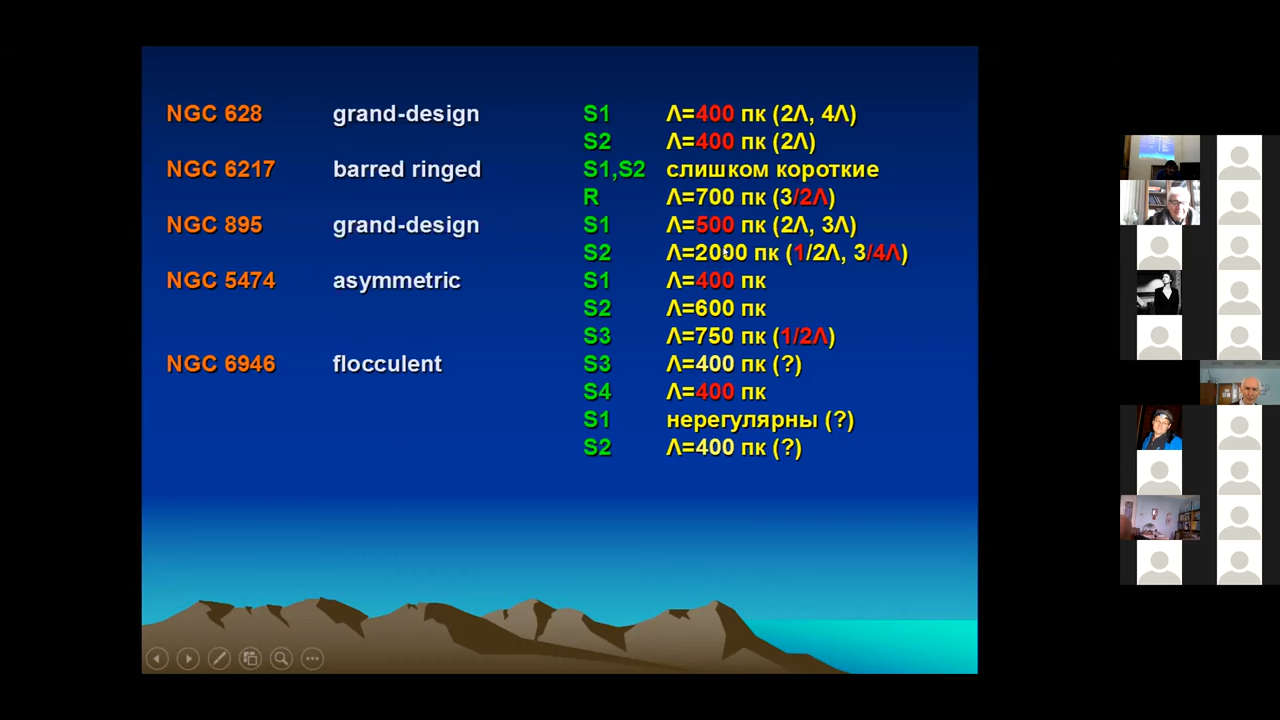 NGC 628 grand-design S1 Λ=400 пк (2Λ, 4Λ)
S2 Λ=400 пк (2Λ)
NGC 6217 barred ringed S1,S2 слишком короткие
R Λ=700 пк (3/2Λ)
NGC 895 grand-design S1 Λ=500 пк (2Λ, 3Λ)
S2 Λ=2000 пк (1/2Λ, 3/4Λ)
NGC 5474 asymmetric S1 Λ=400 пк
S2 Λ=600 пк
S3 Λ=750 пк (1/2Λ)
NGC 6946 flocculent S3 Λ=400 пк (?)
S4 Λ=400 пк
S1 нерегулярны (?)
S2 Λ=400 пк (?)